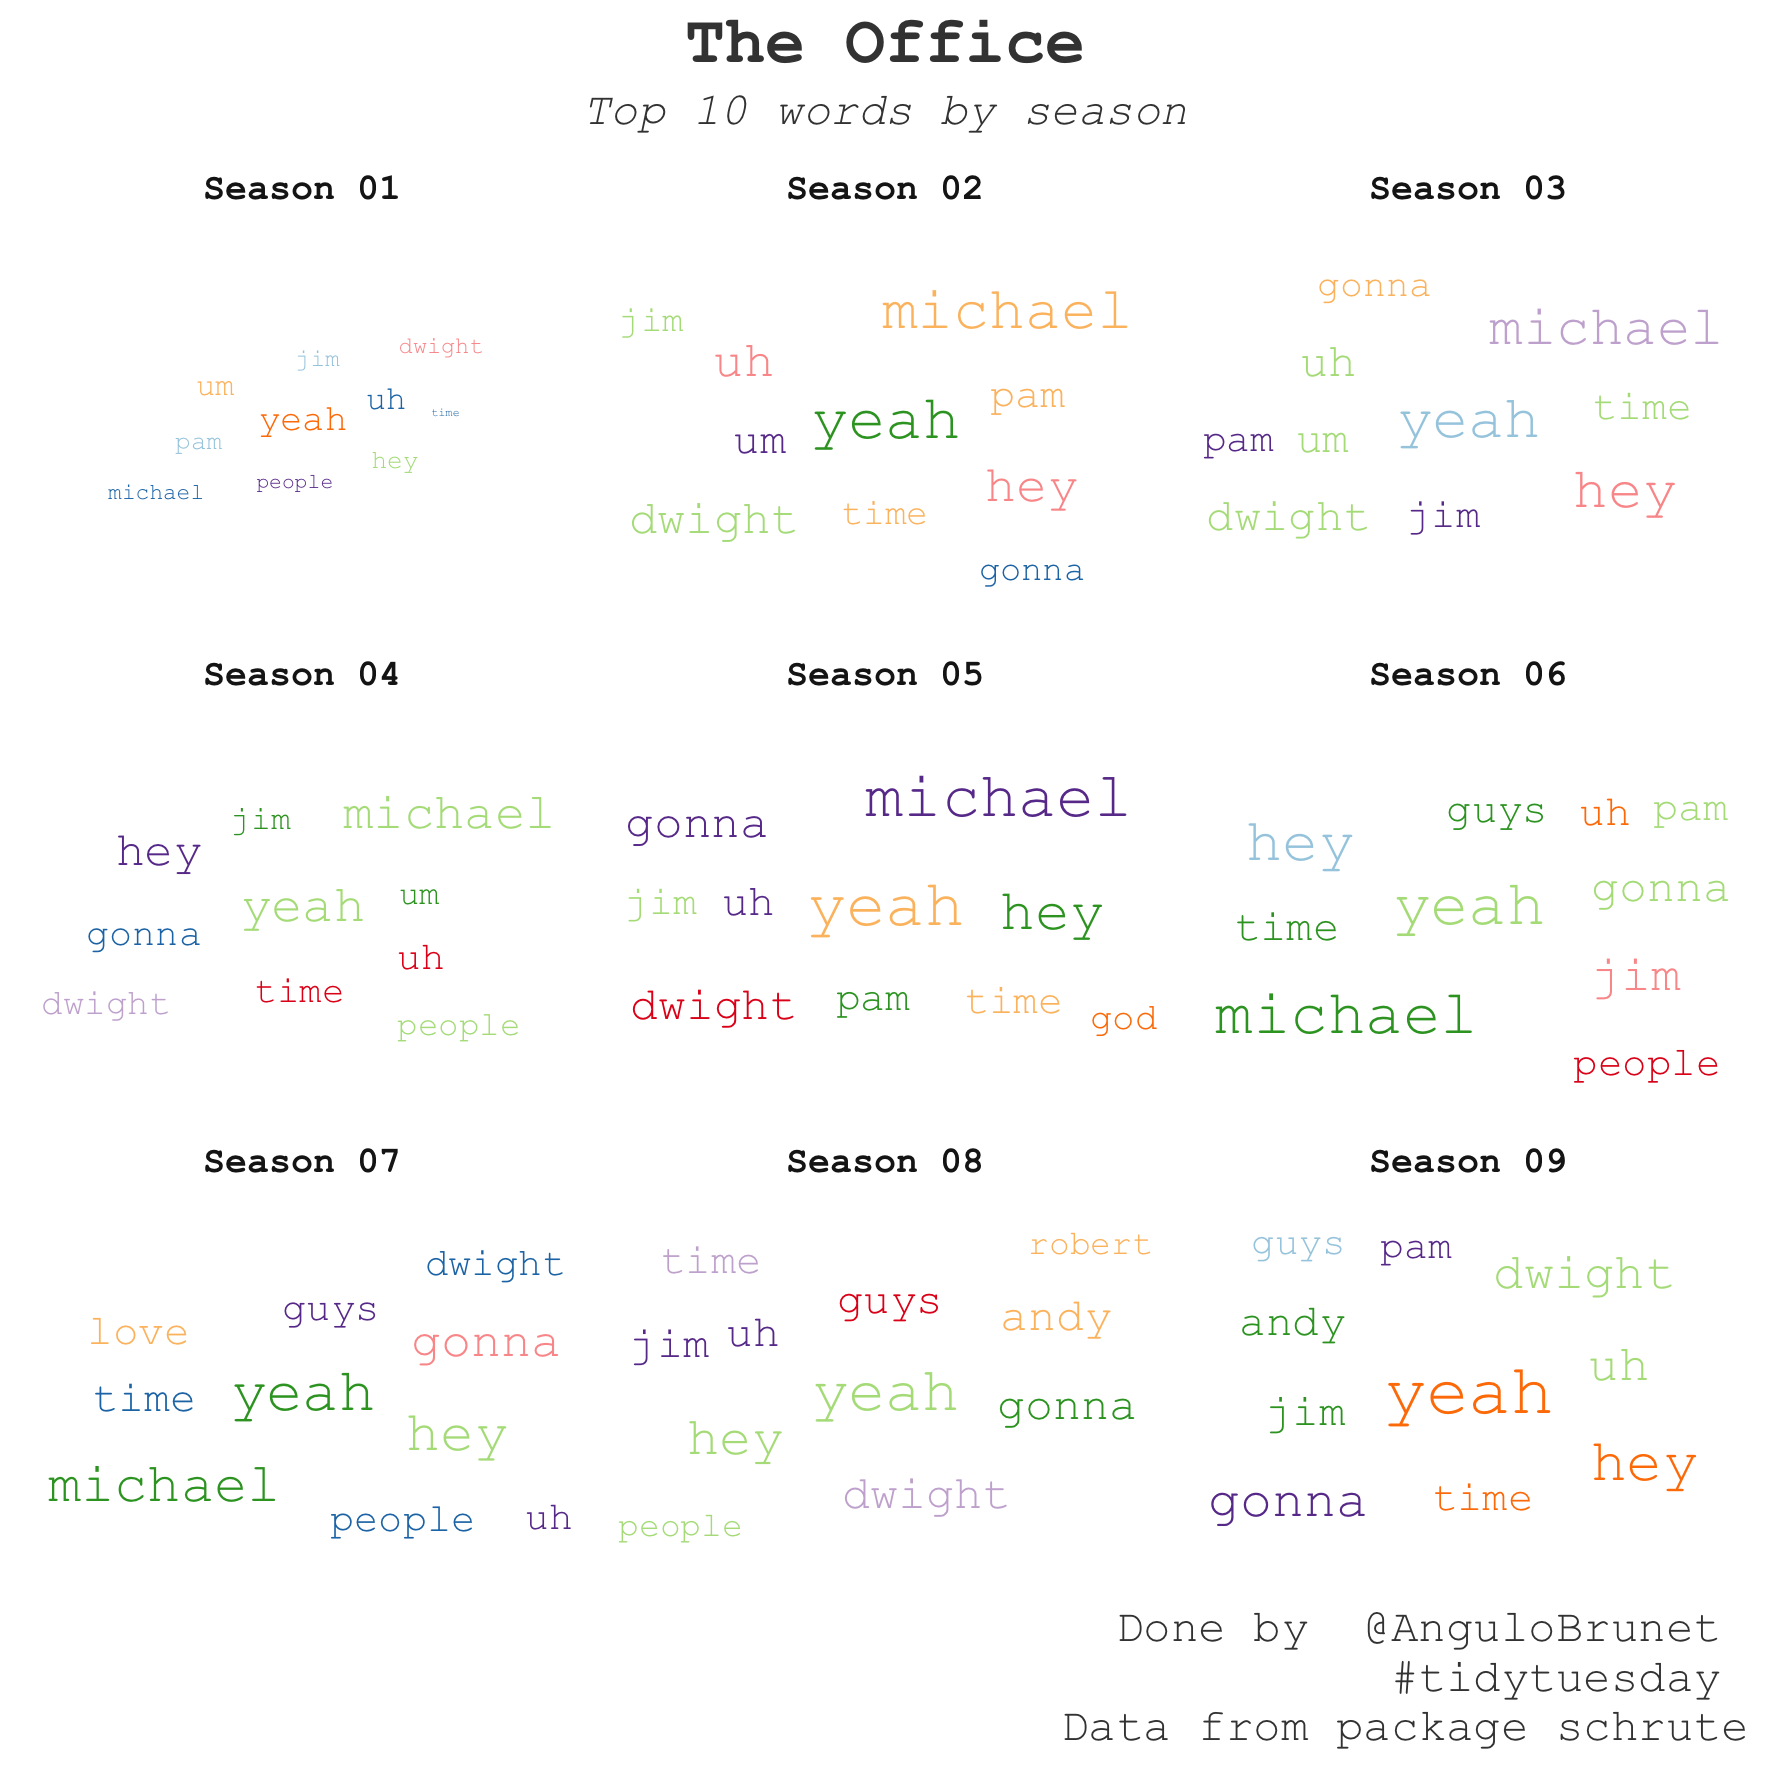 The Office
Top 10 words by season
Season 01
jim
dwight
um
yeah
uh
time
pam
hey
michael
people
Season 02
jim
michael
uh
pam
um
yeah
hey
dwight
time
gonna
Season 03
gonna
michael
uh
time
pam
um
yeah
dwight
jim
hey
Season 04
jim
michael
hey
yeah
um
gonna
uh
dwight
time
people
Season 05
michael
gonna
jim
uh
yeah
hey
dwight
pam
time
god
Season 06
guys
uh
pam
hey
gonna
time
yeah
jim
michael
people
Season 07
dwight
love
guys
gonna
time
yeah
hey
michael
people
uh
Season 08
time
robert
guys
andy
jim
uh
yeah
gonna
hey
dwight
people
Season 09
guys
pam
dwight
andy
uh
jim
yeah
hey
gonna
time
Done by @AnguloBrunet
#tidytuesday
Data from package schrute